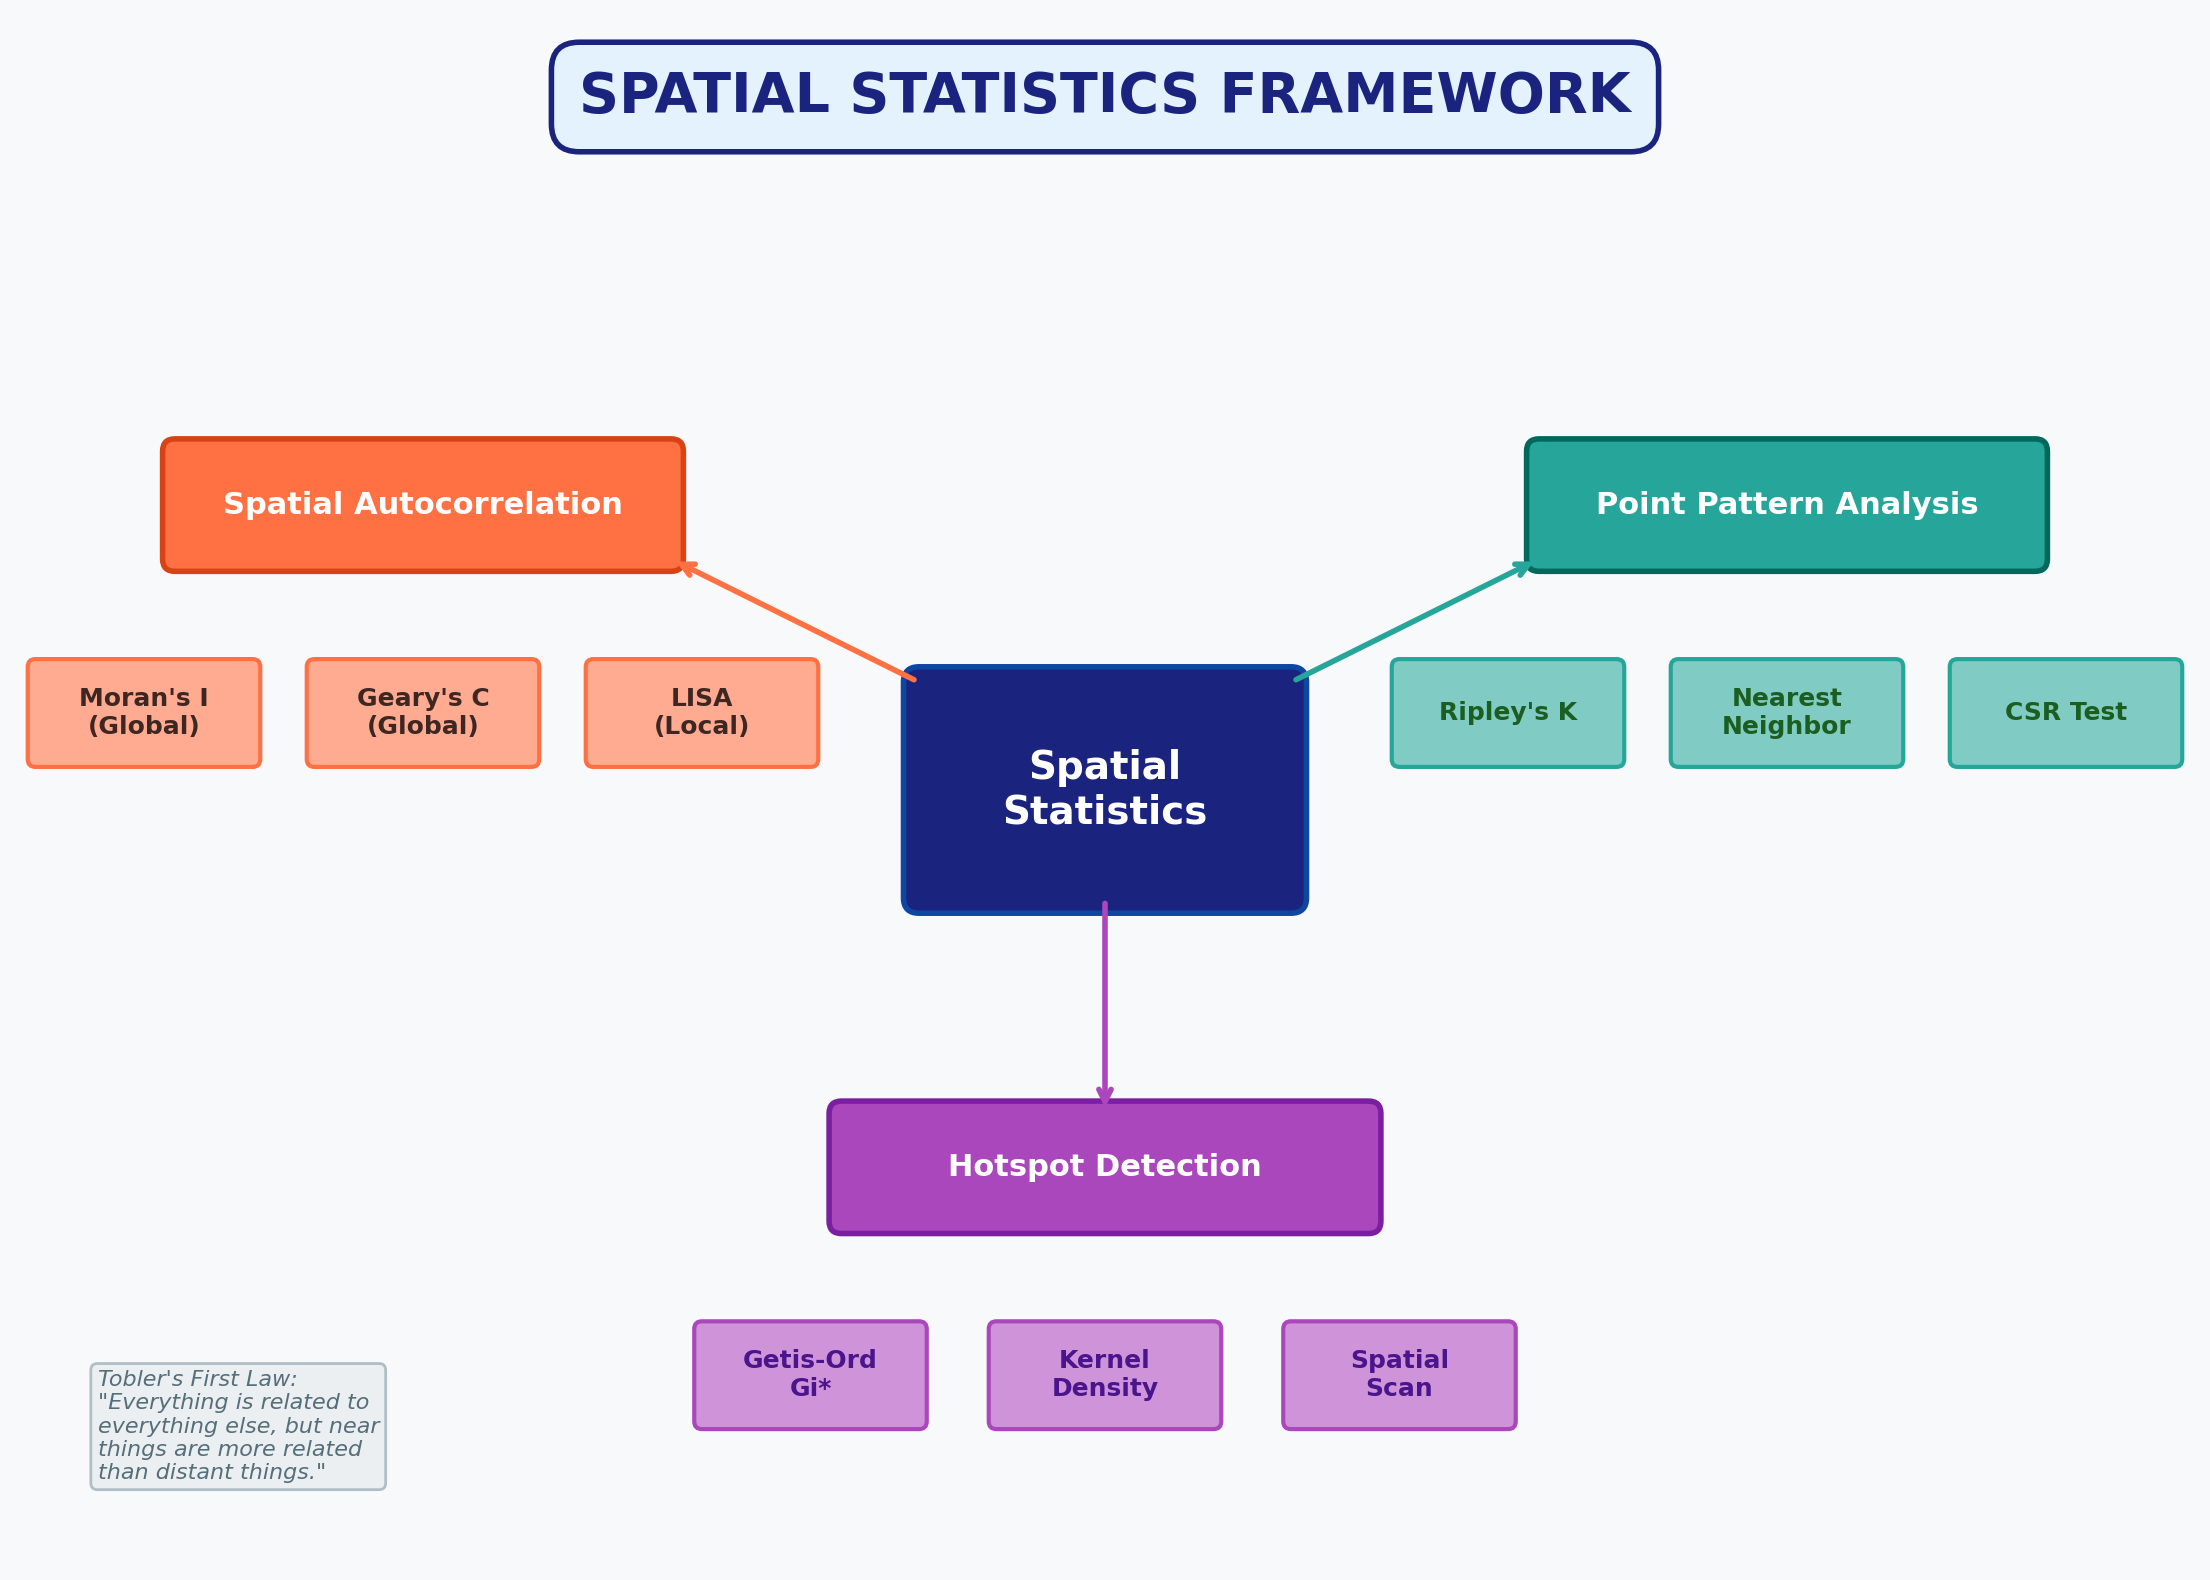 SPATIAL STATISTICS FRAMEWORK
Spatial Autocorrelation
Point Pattern Analysis
Moran's I
(Global)
Geary's C
(Global)
LISA
(Local)
Spatial
Statistics
Ripley's K
Nearest
Neighbor
CSR Test
Hotspot Detection
Getis-Ord
Gi*
Kernel
Density
Spatial
Scan
Tobler's First Law:
"Everything is related to
everything else, but near
things are more related
than distant things."